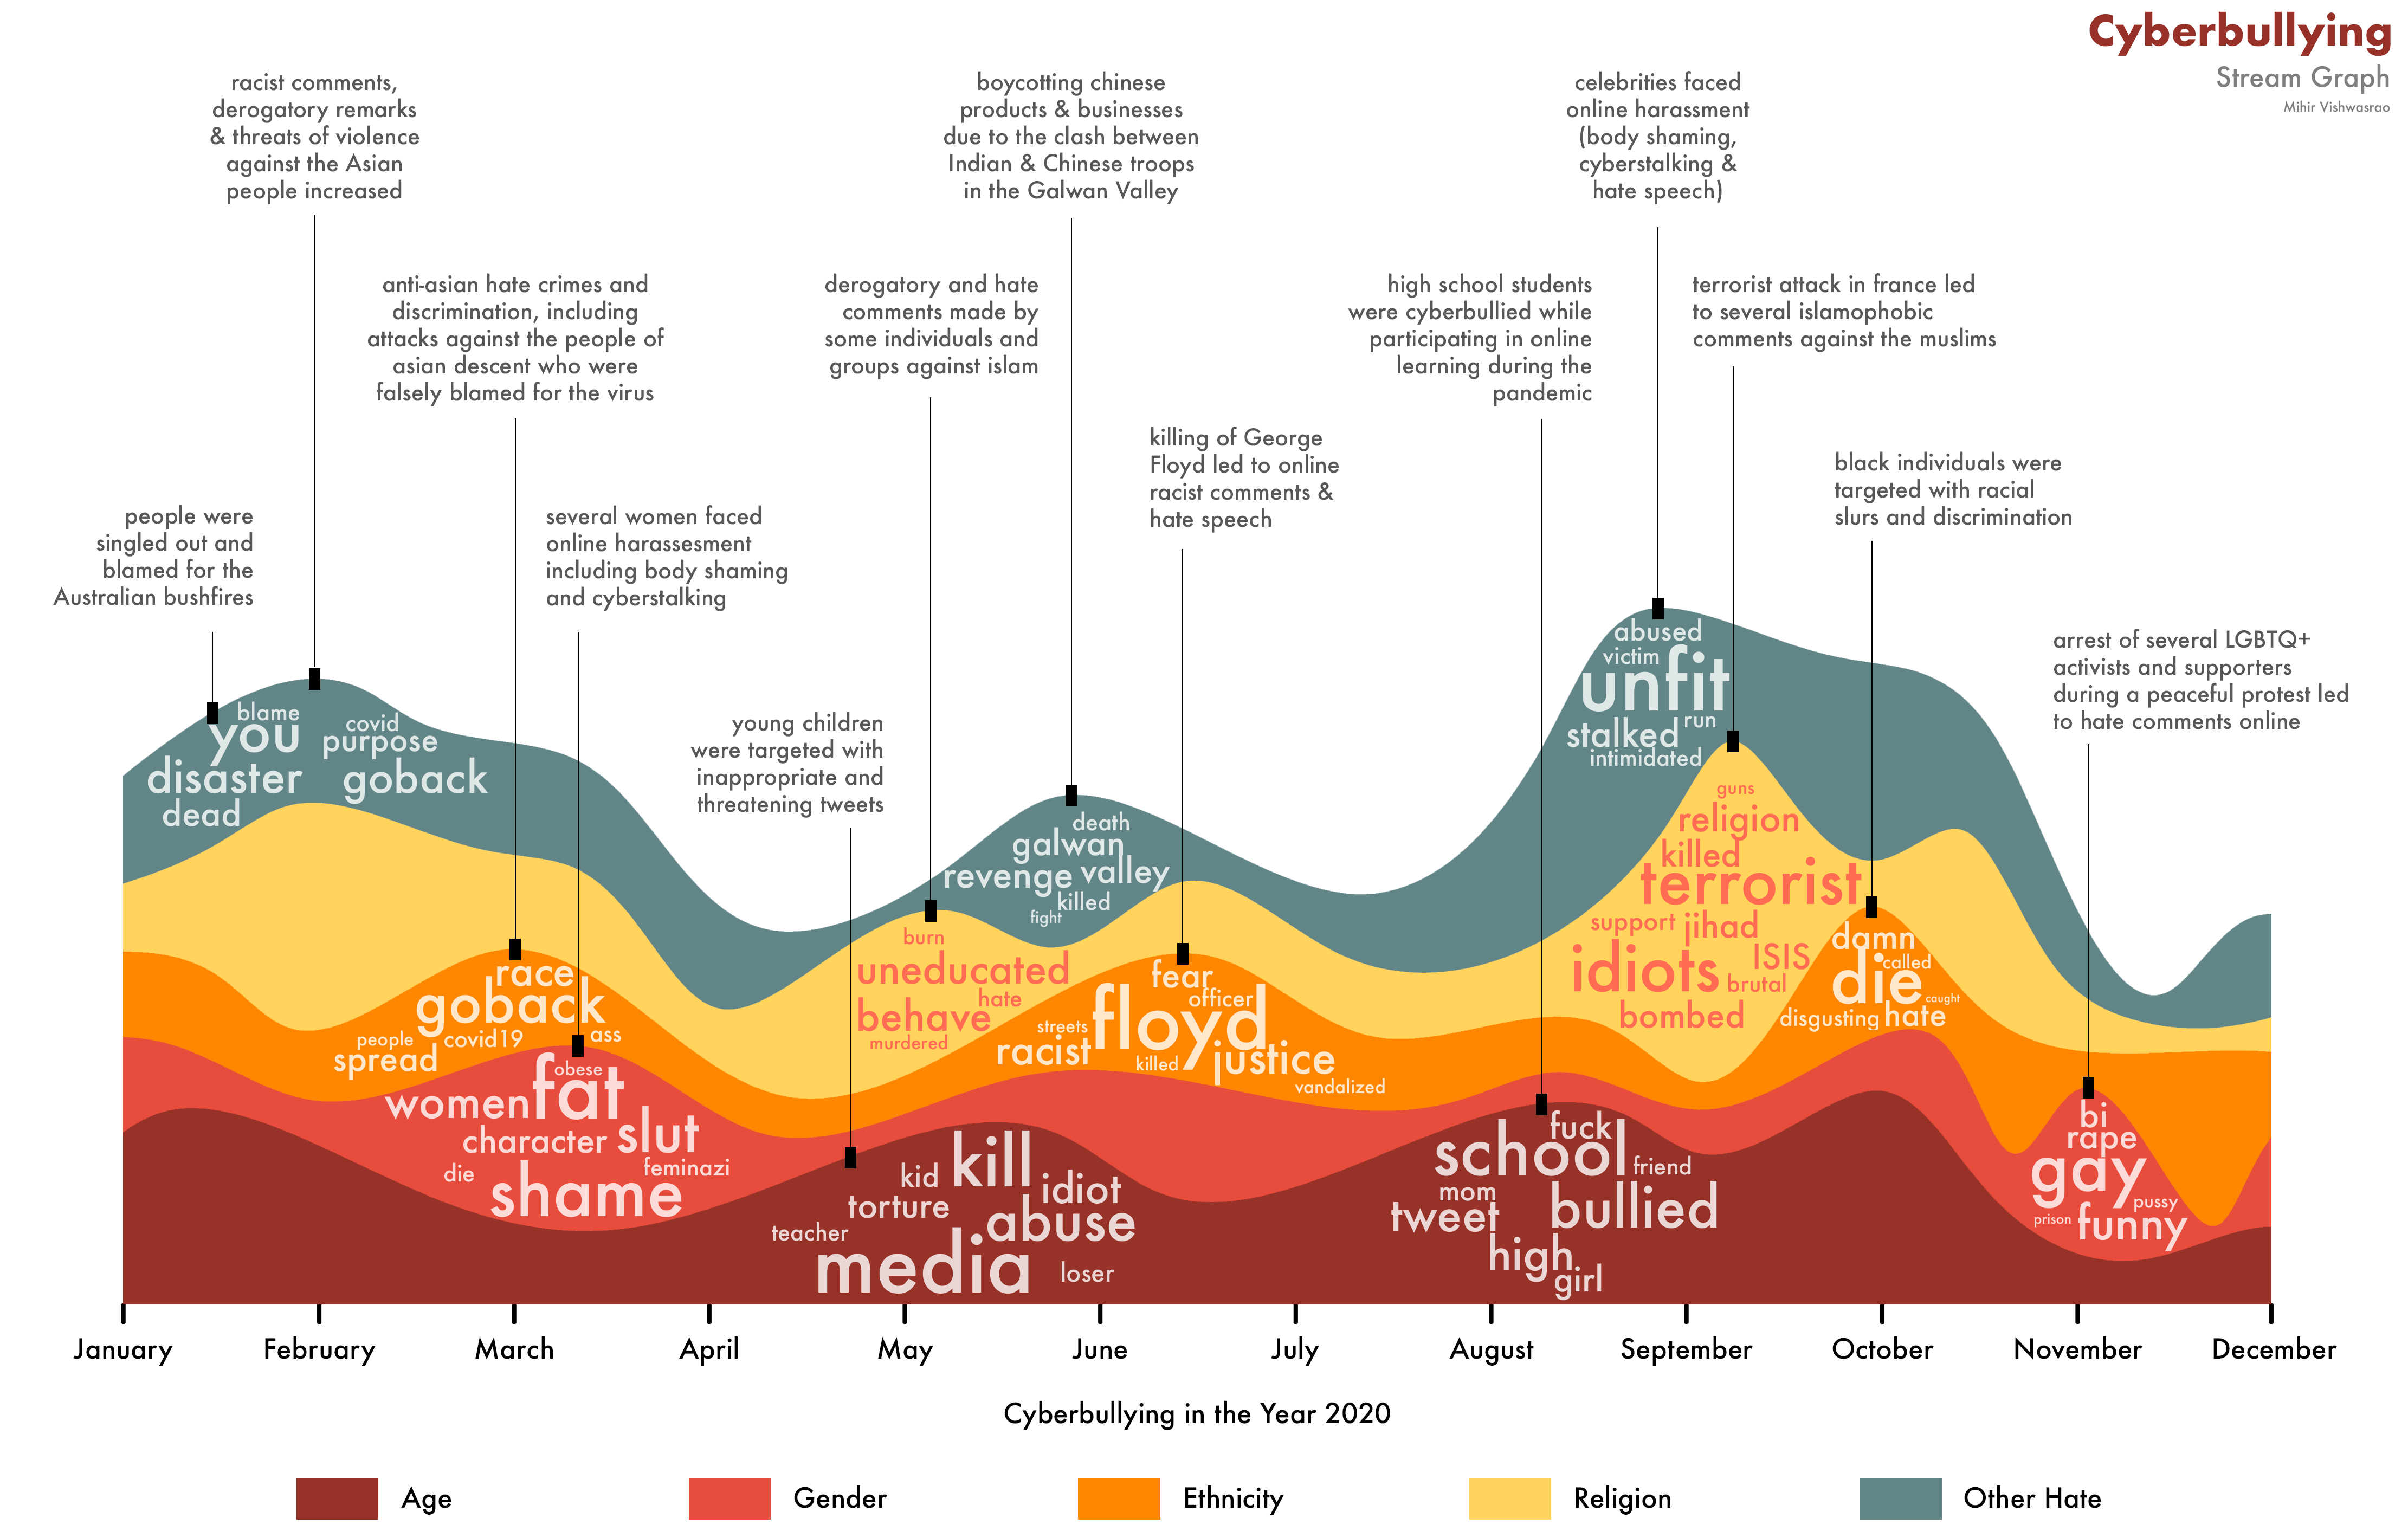 Cyberbullying
Stream Graph
Mihir Vishwasrao
racist comments,
derogatory remarks
& threats of violence
against the Asian
people increased
boycotting chinese
products & businesses
due to the clash between
Indian & Chinese troops
in the Galwan Valley
celebrities faced
online harassment
(body shaming,
cyberstalking &
hate speech)
anti-asian hate crimes and
discrimination, including
attacks against the people of
asian descent who were
falsely blamed for the virus
derogatory and hate
comments made by
some individuals and
groups against islam
high school students
were cyberbullied while
participating in online
learning during the
pandemic
terrorist attack in france led
to several islamophobic
comments against the muslims
killing of George
Floyd led to online
racist comments &
hate speech
black individuals were
targeted with racial
slurs and discrimination
people were
singled out and
blamed for the
Australian bushfires
several women faced
online harassesment
including body shaming
and cyberstalking
young children
were targeted with
inappropriate and
threatening tweets
arrest of several LGBTQ+
activists and supporters
during a peaceful protest led
to hate comments online
blame
you
disaster
dead
covid
purpose
goback
race
goback
people
covid19
ass
spread
obese
fat
women
character
slut
die
feminazi
shame
burn
uneducated
hate
behave
murdered
death
galwan
revenge
valley
killed
fight
fear
officer
streets
floyd
racist
killed
justice
vandalized
kid
kill
idiot
torture
abuse
teacher
media
loser
abused
victim
unfit
stalked
run
intimidated
guns
religion
killed
terrorist
support
jihad
idiots
ISIS
brutal
bombed
damn
called
die
caught
disgusting
hate
fuck
school
friend
mom
bullied
tweet
high
girl
bi
rape
gay
pussy
prison
funny
January
February
March
April
May
June
July
August
September
October
November
December
Cyberbullying in the Year 2020
Age
Gender
Ethnicity
Religion
Other Hate